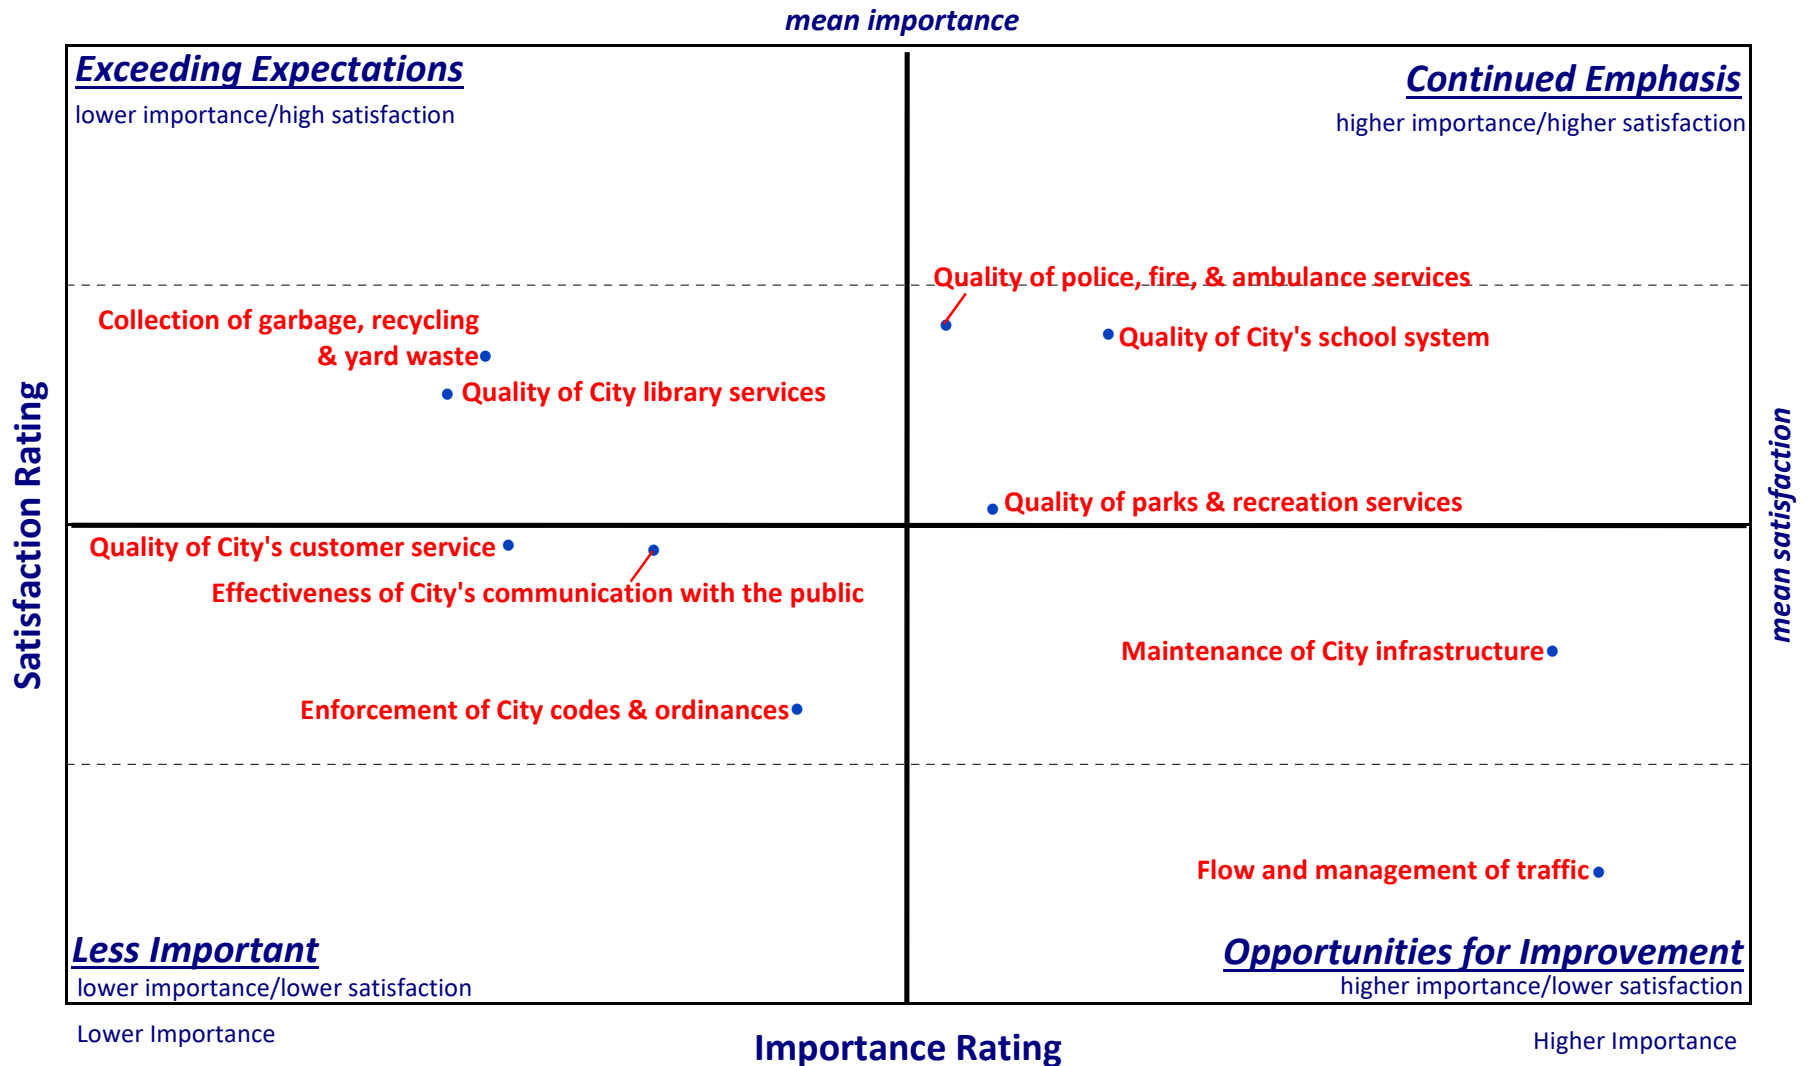 mean importance
Exceeding Expectations
lower importance/high satisfaction
Continued Emphasis
higher importance/higher satisfaction
Quality of police, fire, & ambulance services
Collection of garbage, recycling
& yard waste
Quality of City's school system
Quality of City library services
Satisfaction Rating
mean satisfaction
Quality of parks & recreation services
Quality of City's customer service
Effectiveness of City's communication with the public
Maintenance of City infrastructure
Enforcement of City codes & ordinances
Flow and management of traffic
Less Important
lower importance/lower satisfaction
Opportunities for Improvement
higher importance/lower satisfaction
Lower Importance
Importance Rating
Higher Importance